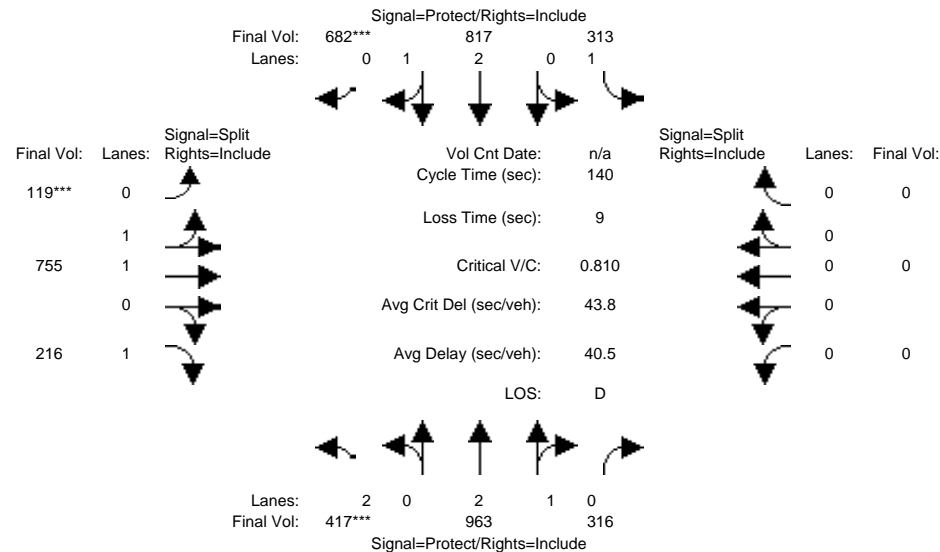 Signal=Protect/Rights=Include
Final Vol: 682*** 817 313
Lanes: 0 1 2 0 1
Signal=Split Signal=Split
Final Vol: Lanes: Rights=Include Vol Cnt Date: n/a Rights=Include Lanes: Final Vol:
Cycle Time (sec): 140
119*** 0 0 0
Loss Time (sec): 9
1 0
755 1 Critical V/C: 0.810 0 0
0 Avg Crit Del (sec/veh): 43.8 0
216 1 Avg Delay (sec/veh): 40.5 0 0
LOS: D
Lanes: 2 0 2 1 0
Final Vol: 417*** 963 316
Signal=Protect/Rights=Include